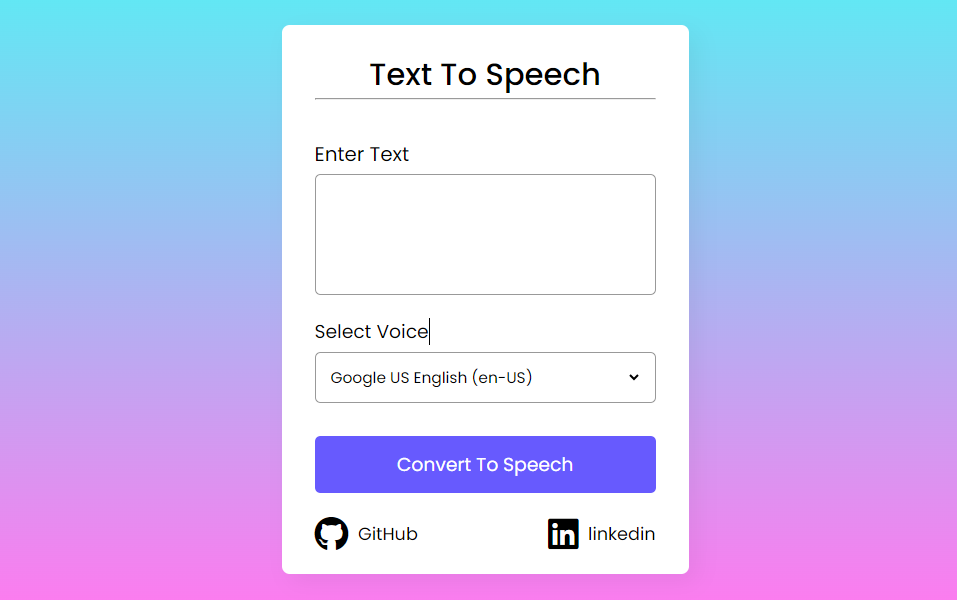 Text To Speech
Enter Text
Select Voice
Google US English (en-US)
Convert To Speech
GitHub
linkedin